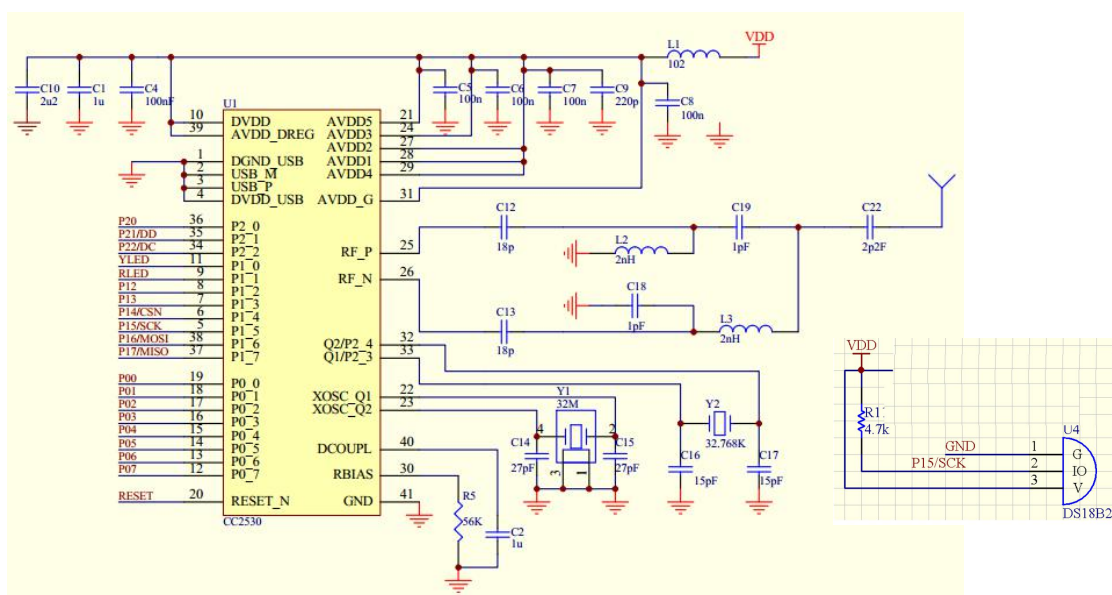 VDD
L1
102
C10
2u2
C1
1u
C4
100nF
C5
100n
C6
100n
C7
100n
C9
220p
C8
100n
U1
10 DVDD AVDD5 21
39 AVDD_DREG AVDD3 24
AVDD2 27
1 DGND_USB AVDD1 28
2 USB_M AVDD4 29
3 USB_P
4 DVDD_USB AVDD_G 31
P20 36 P2_0
P21/DD 35 P2_1
P22/DC 34 P2_2
YLED 11 P1_0
RLED 9 P1_1
P12 8 P1_2
P13 7 P1_3
P14/CSN 6 P1_4
P15/SCK 5 P1_5
P16/MOSI 38 P1_6
P17/MISO 37 P1_7
P00 19 P0_0
P01 18 P0_1
P02 17 P0_2
P03 16 P0_3
P04 15 P0_4
P05 14 P0_5
P06 13 P0_6
P07 12 P0_7
RESET 20 RESET_N
RF_P 25
RF_N 26
Q2/P2_4 32
Q1/P2_3 33
XOSC_Q1 22
XOSC_Q2 23
DCOUPL 40
RBIAS 30
GND 41
CC2530
C12
18p
C19
1pF
C22
2p2F
L2
2nH
C18
1pF
C13
18p
L3
2nH
Y1
32M
4 2
3 1
C14
27pF
C15
27pF
Y2
32.768K
C16
15pF
C17
15pF
R5
56K
C2
1u
VDD
R1
4.7k
U4
GND 1 G
P15/SCK 2 IO
3 V
DS18B2